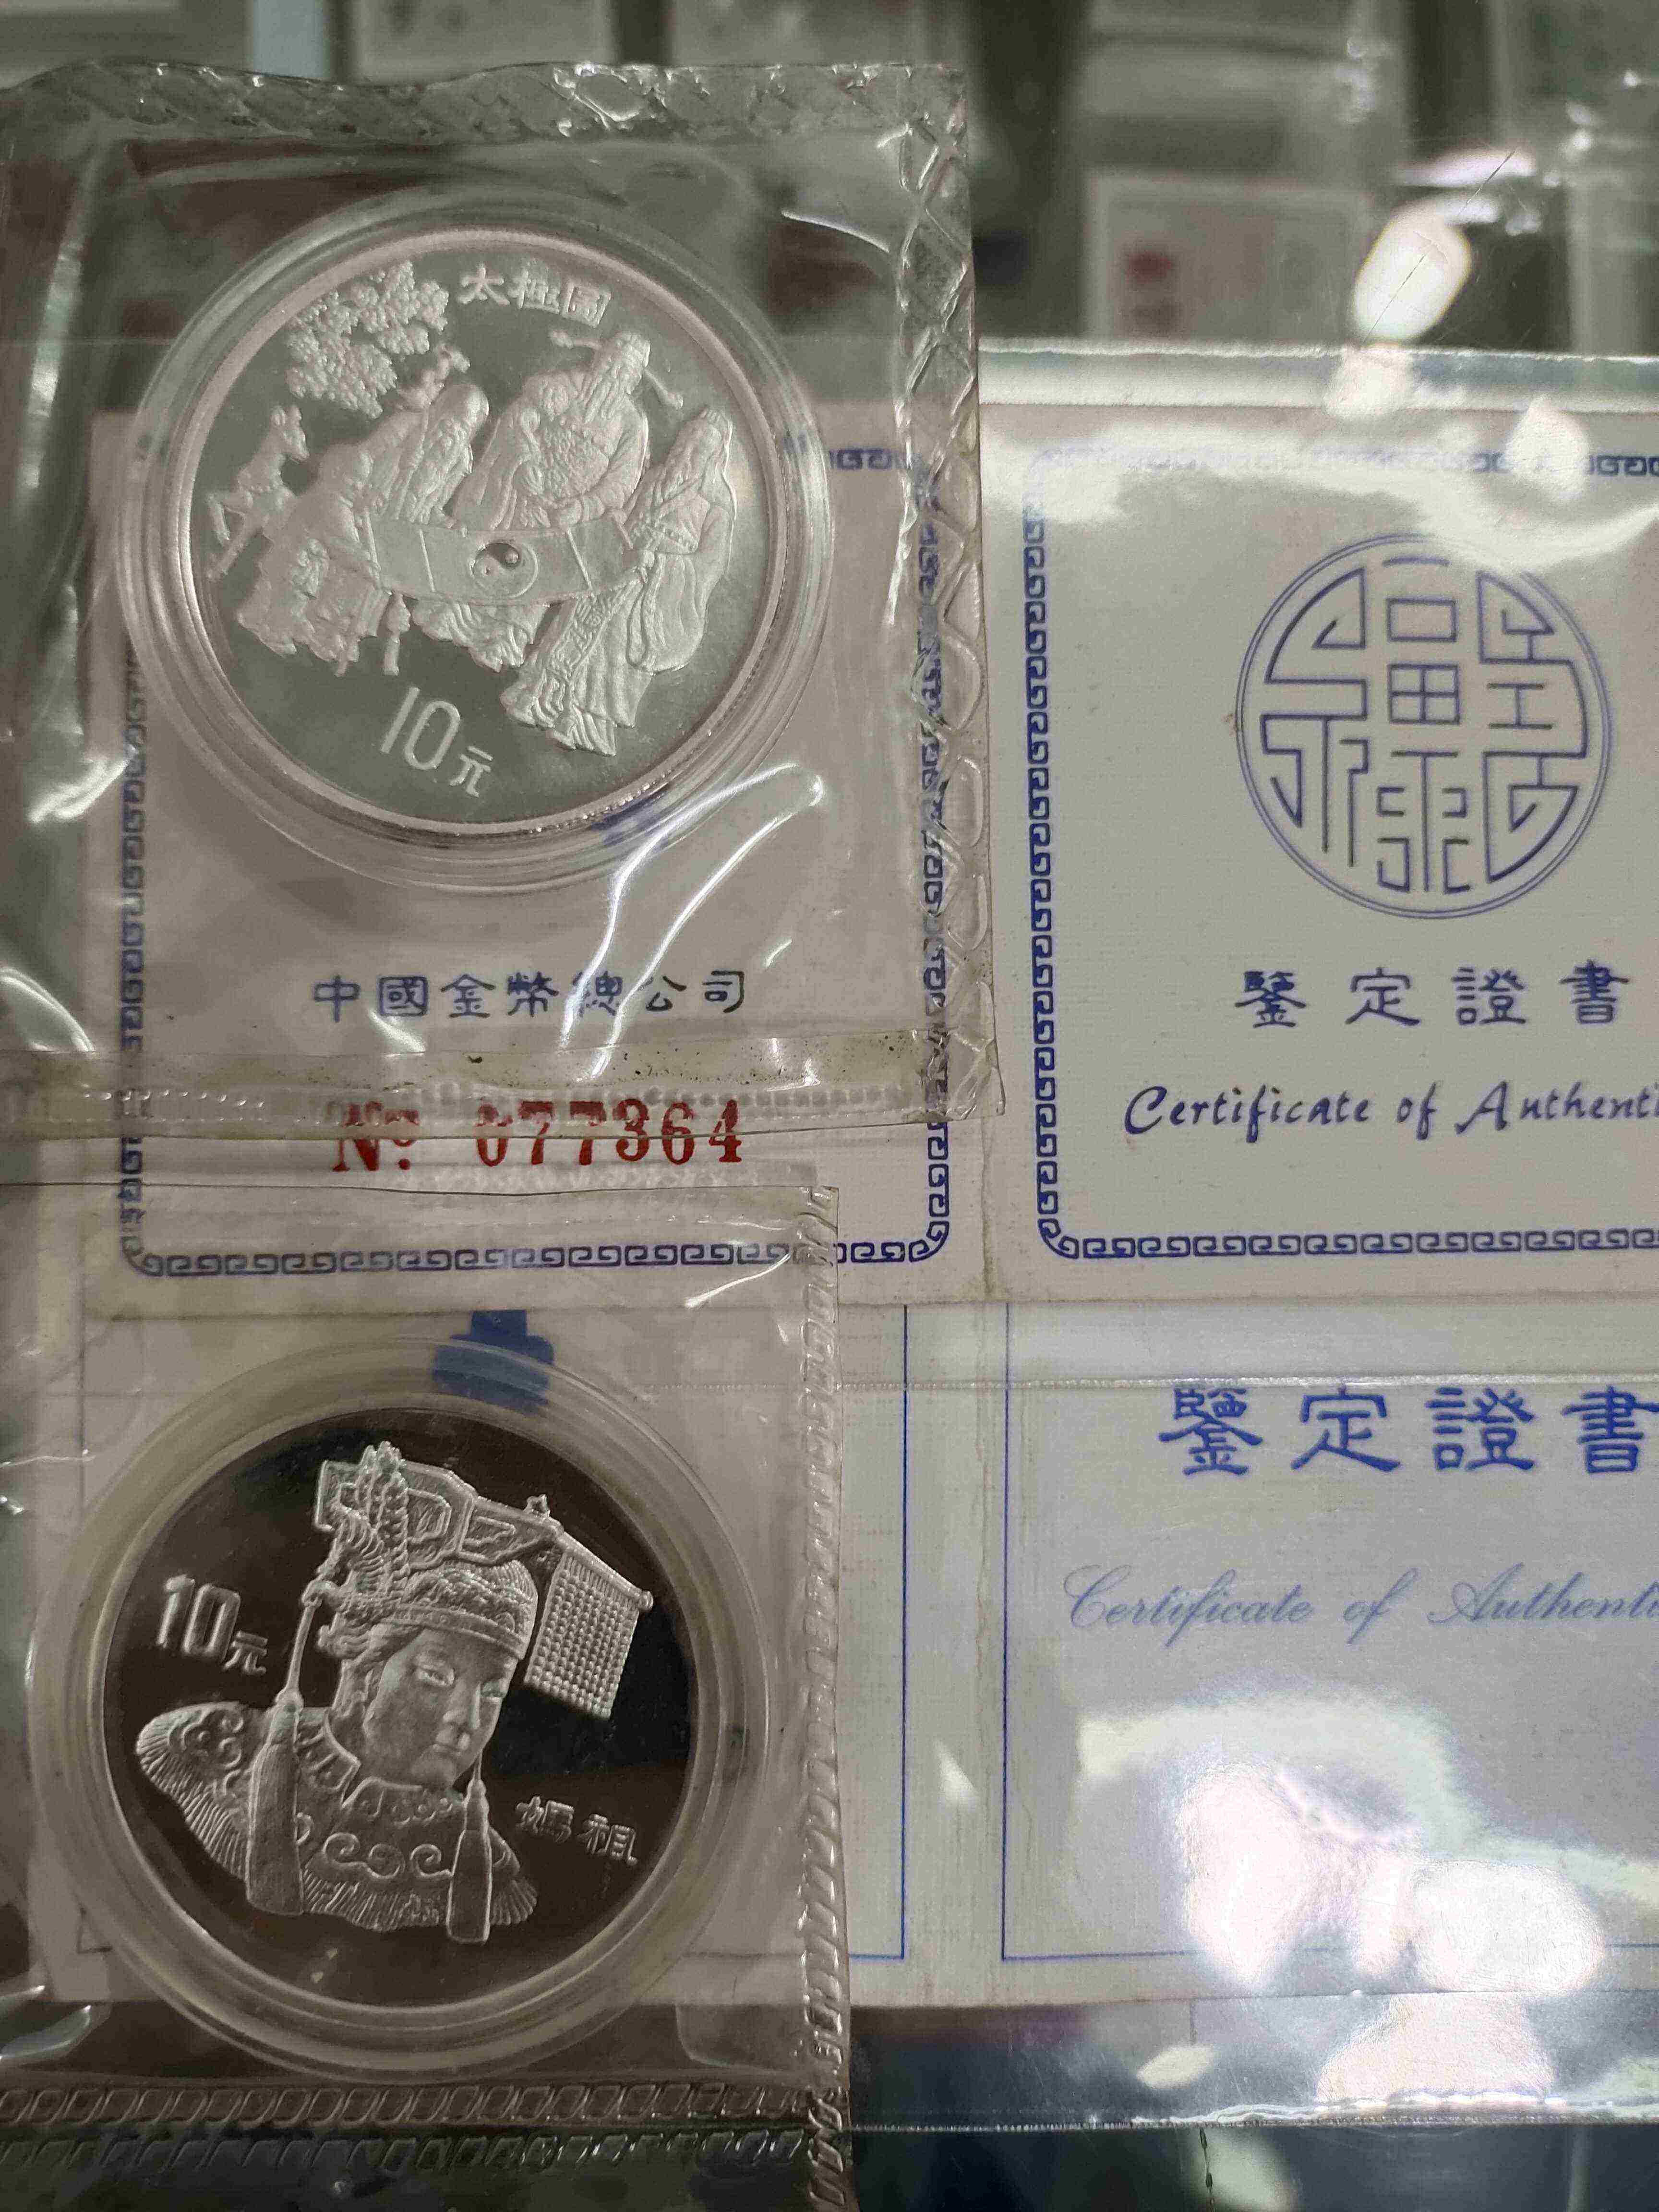 太極圖
10元
中國金幣總公司
Nº 077364
福
鑒定證書
Certificate of Authenti
10元
媽祖
鑒定證書
Certificate of Authenti